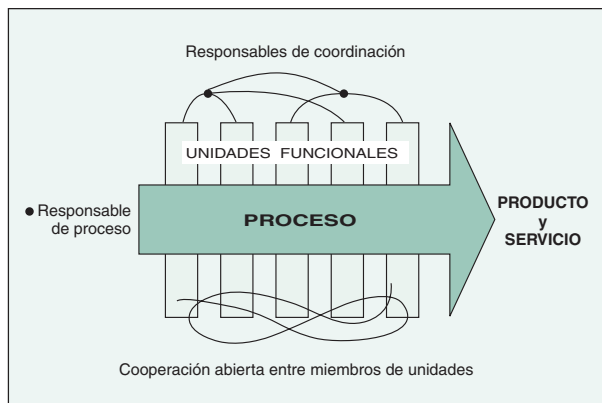 Responsables de coordinación
UNIDADES FUNCIONALES
● Responsable
de proceso
PROCESO
PRODUCTO
y
SERVICIO
Cooperación abierta entre miembros de unidades